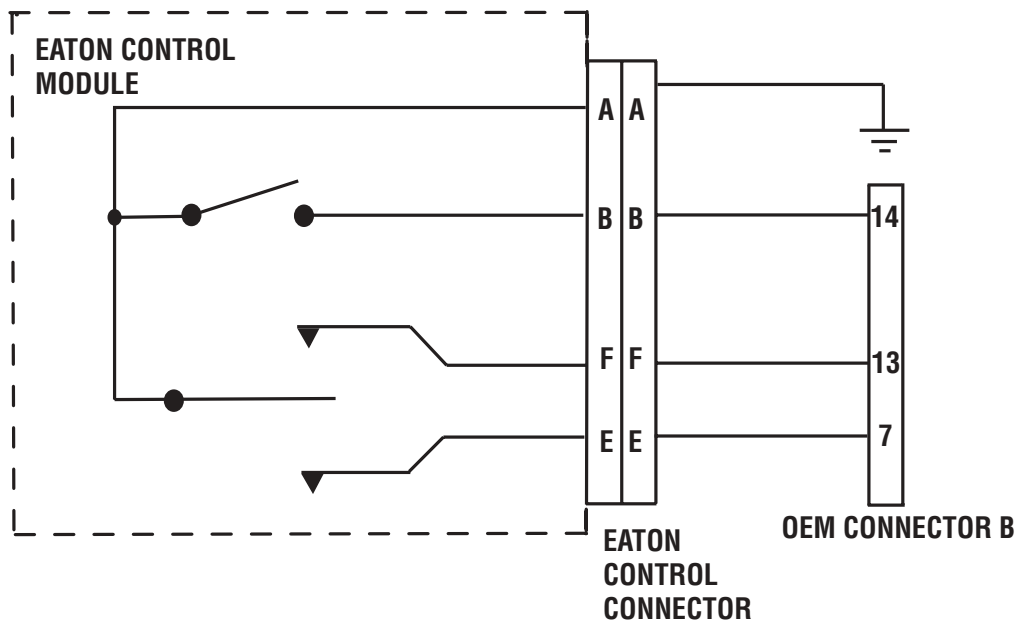 EATON CONTROL
MODULE
A A
B B
14
F F
13
E E
7
OEM CONNECTOR B
EATON
CONTROL
CONNECTOR